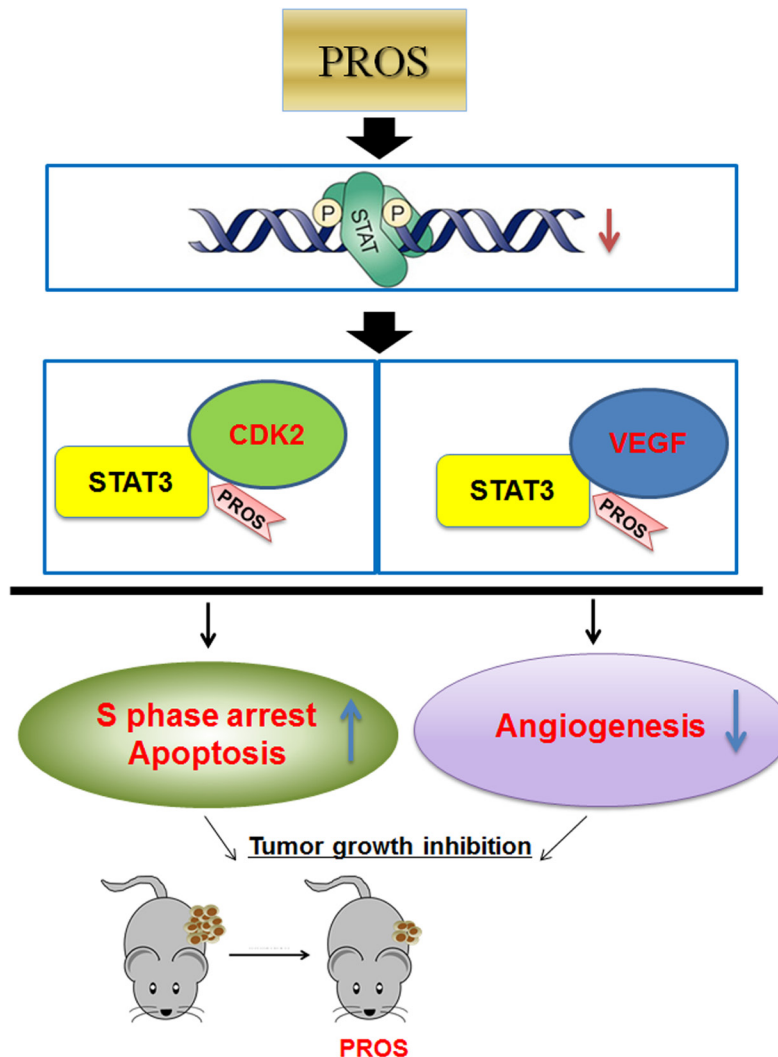 PROS
P
STAT
P
CDK2
STAT3
PROS
VEGF
STAT3
PROS
S phase arrest
Apoptosis
Angiogenesis
Tumor growth inhibition
PROS